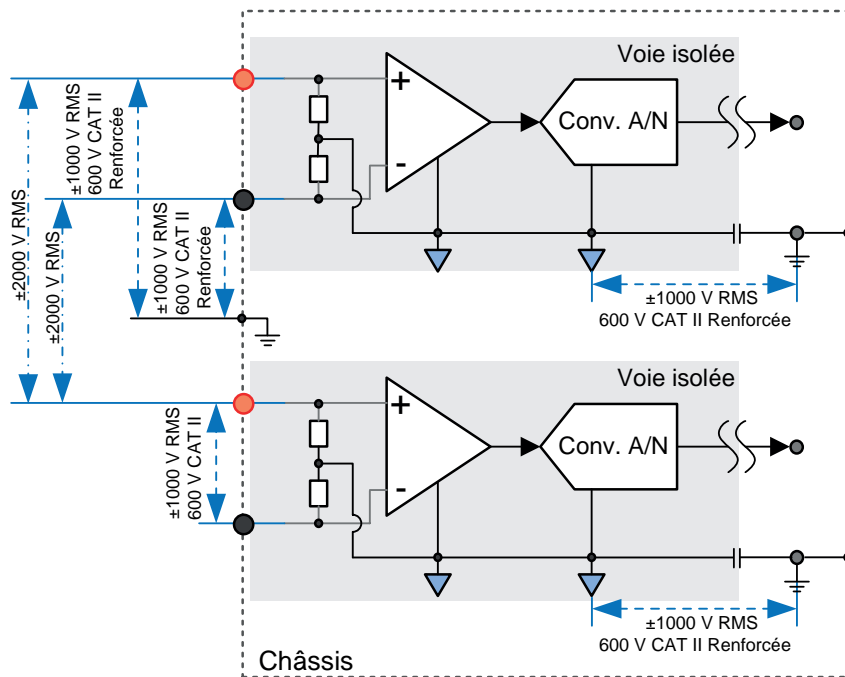 Voie isolée
+
-
Conv. A/N
±2000 V RMS
±2000 V RMS
±1000 V RMS
600 V CAT II
Renforcée
±1000 V RMS
600 V CAT II
Renforcée
±1000 V RMS
600 V CAT II Renforcée
Voie isolée
+
-
Conv. A/N
±1000 V RMS
600 V CAT II
±1000 V RMS
600 V CAT II Renforcée
Châssis